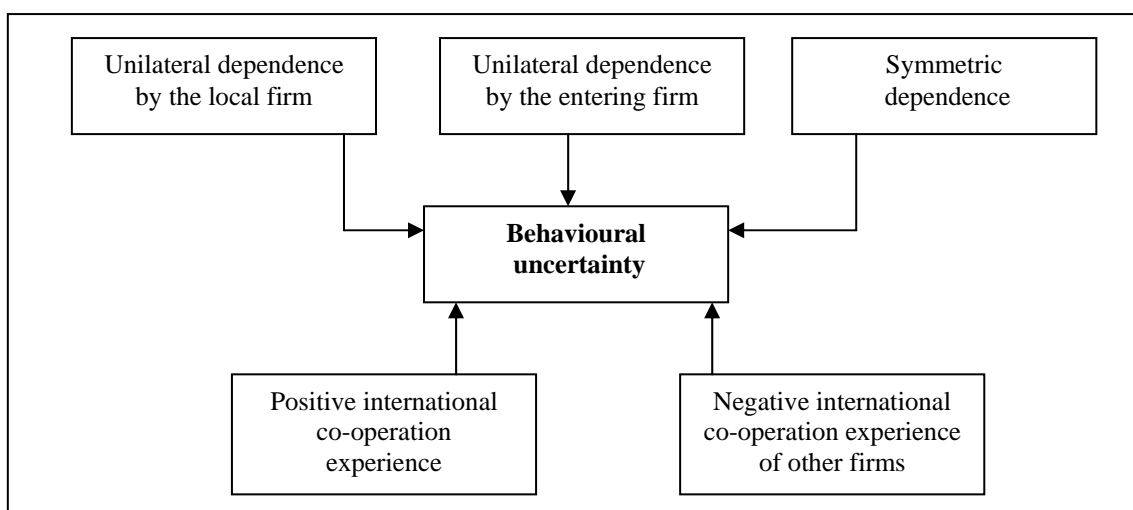 Unilateral dependence
by the local firm
Unilateral dependence
by the entering firm
Symmetric
dependence
Behavioural
uncertainty
Positive international
co-operation
experience
Negative international
co-operation experience
of other firms